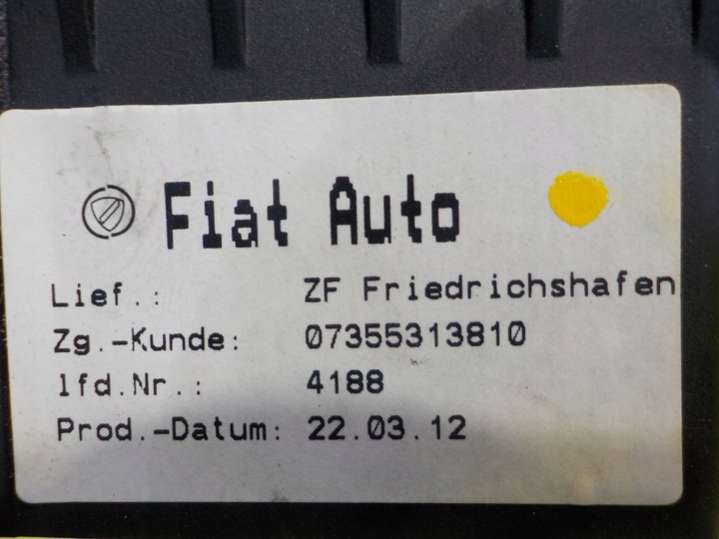 Fiat Auto
Lief.: ZF Friedrichshafen
Zg.-Kunde: 07355313810
lfd.Nr.: 4188
Prod.-Datum: 22.03.12